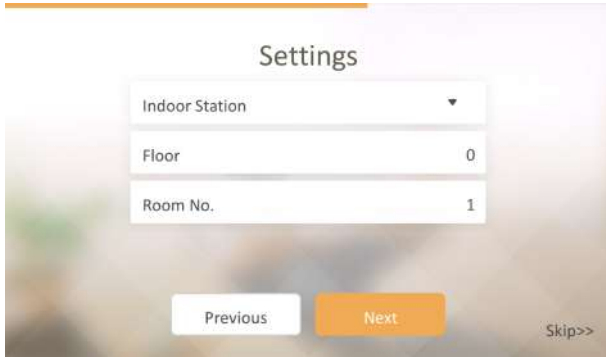 Settings
Indoor Station
Floor 0
Room No. 1
Previous Next
Skip>>